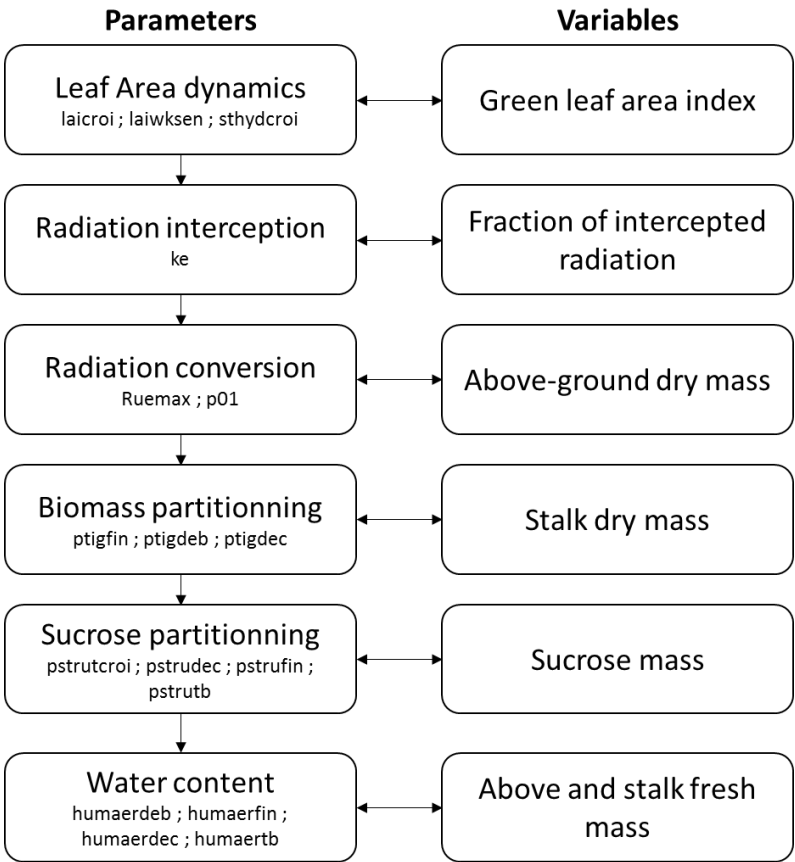 Parameters
Variables
Leaf Area dynamics
laicroi ; laiwksen ; sthydcroi
Green leaf area index
Radiation interception
ke
Fraction of intercepted
radiation
Radiation conversion
Ruemax ; p01
Above-ground dry mass
Biomass partitionning
ptigfin ; ptigdeb ; ptigdec
Stalk dry mass
Sucrose partitionning
pstrutcroi ; pstrudec ; pstrufin ;
pstrutb
Sucrose mass
Water content
humaerdeb ; humaerfin ;
humaerdec ; humaertb
Above and stalk fresh
mass